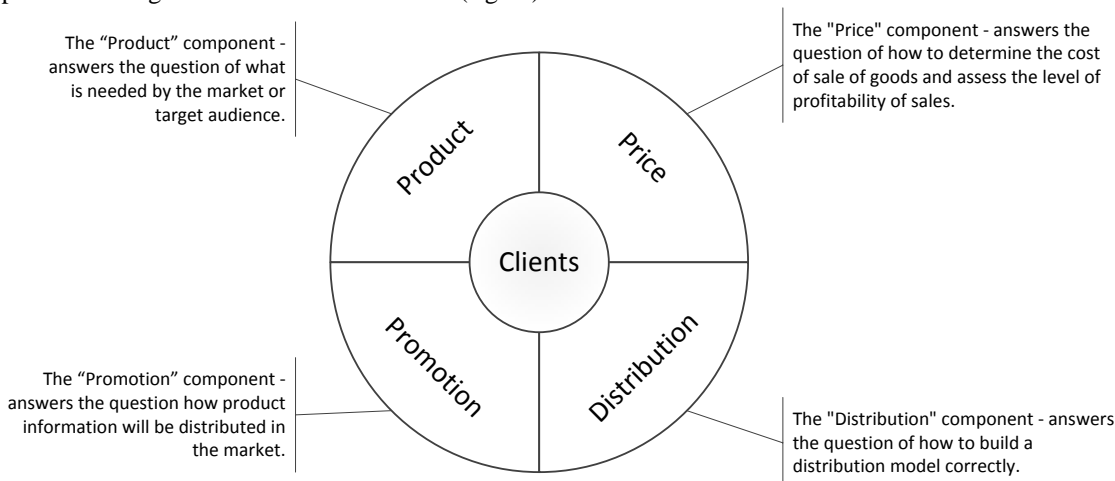 The “Product” component -
answers the question of what
is needed by the market or
target audience.
The "Price" component - answers the
question of how to determine the cost
of sale of goods and assess the level of
profitability of sales.
Product
Price
Clients
Promotion
Distribution
The “Promotion” component -
answers the question how product
information will be distributed in
the market.
The "Distribution" component - answers
the question of how to build a
distribution model correctly.